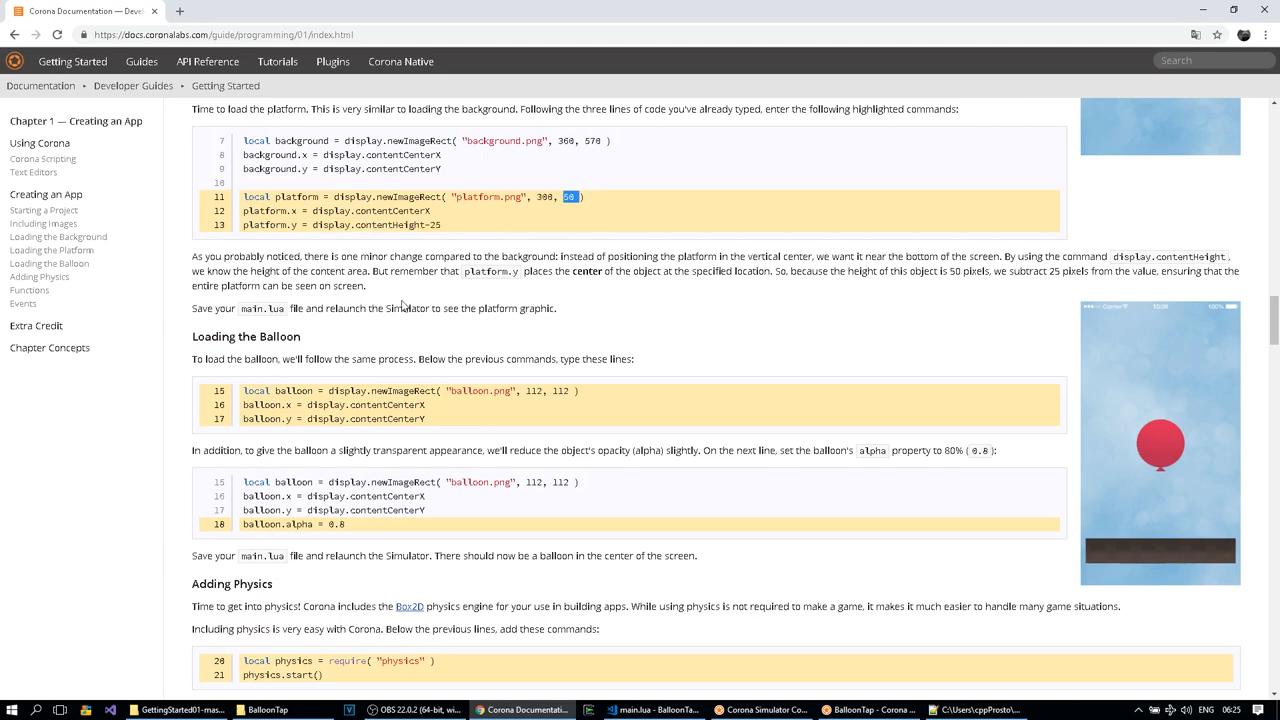 Corona Documentation — Devel
https://docs.coronalabs.com/guide/programming/01/index.html
Getting Started Guides API Reference Tutorials Plugins Corona Native Search
Documentation ▸ Developer Guides ▸ Getting Started
Chapter 1 — Creating an App
Using Corona
Corona Scripting
Text Editors
Creating an App
Starting a Project
Including Images
Loading the Background
Loading the Platform
Loading the Balloon
Adding Physics
Functions
Events
Extra Credit
Chapter Concepts
Time to load the platform. This is very similar to loading the background. Following the three lines of code you've already typed, enter the following highlighted commands:
7 local background = display.newImageRect( "background.png", 360, 570 )
8 background.x = display.contentCenterX
9 background.y = display.contentCenterY
10
11 local platform = display.newImageRect( "platform.png", 300, 50 )
12 platform.x = display.contentCenterX
13 platform.y = display.contentHeight-25
As you probably noticed, there is one minor change compared to the background: instead of positioning the platform in the vertical center, we want it near the bottom of the screen. By using the command display.contentHeight,
we know the height of the content area. But remember that platform.y places the center of the object at the specified location. So, because the height of this object is 50 pixels, we subtract 25 pixels from the value, ensuring that the
entire platform can be seen on screen.
Save your main.lua file and relaunch the Simulator to see the platform graphic.
Loading the Balloon
To load the balloon, we'll follow the same process. Below the previous commands, type these lines:
15 local balloon = display.newImageRect( "balloon.png", 112, 112 )
16 balloon.x = display.contentCenterX
17 balloon.y = display.contentCenterY
In addition, to give the balloon a slightly transparent appearance, we'll reduce the object's opacity (alpha) slightly. On the next line, set the balloon's alpha property to 80% ( 0.8 ):
15 local balloon = display.newImageRect( "balloon.png", 112, 112 )
16 balloon.x = display.contentCenterX
17 balloon.y = display.contentCenterY
18 balloon.alpha = 0.8
Save your main.lua file and relaunch the Simulator. There should now be a balloon in the center of the screen.
Adding Physics
Time to get into physics! Corona includes the Box2D physics engine for your use in building apps. While using physics is not required to make a game, it makes it much easier to handle many game situations.
Including physics is very easy with Corona. Below the previous lines, add these commands:
20 local physics = require( "physics" )
21 physics.start()
100%
GettingStarted01-mas... BalloonTap OBS 22.0.2 (64-bit, wi... Corona Documentati... main.lua - BalloonTa... Corona Simulator Co... BalloonTap - Corona ... C:\Users\cppProsto\... ENG 06:25